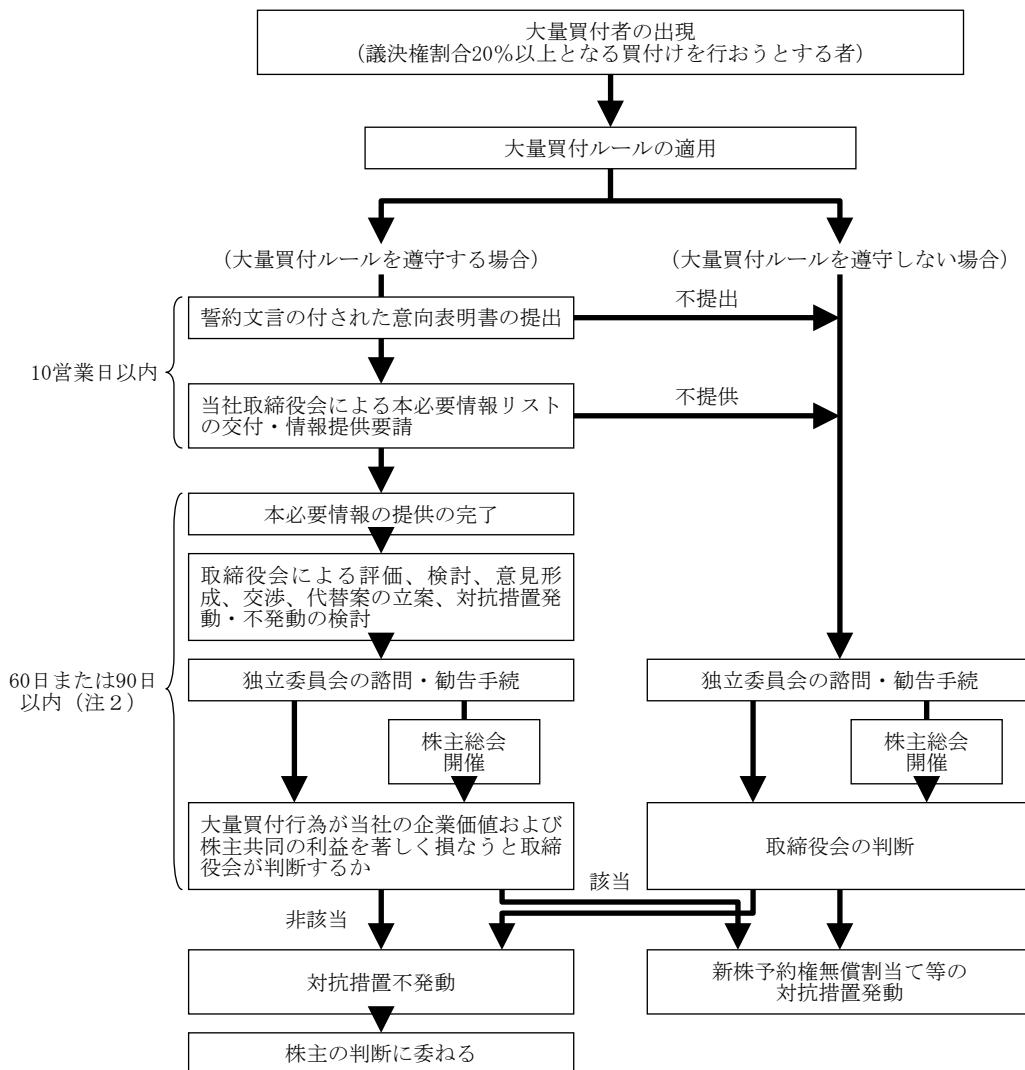 大量買付者の出現
(議決権割合20%以上となる買付けを行おうとする者)
大量買付ルールの適用
(大量買付ルールを遵守する場合)
(大量買付ルールを遵守しない場合)
誓約文言の付された意向表明書の提出
不提出
10営業日以内
当社取締役会による本必要情報リスト
の交付・情報提供要請
不提供
本必要情報の提供の完了
取締役会による評価、検討、意見形
成、交渉、代替案の立案、対抗措置発
動・不発動の検討
60日または90日
以内(注2)
独立委員会の諮問・勧告手続
独立委員会の諮問・勧告手続
株主総会
開催
株主総会
開催
大量買付行為が当社の企業価値および
株主共同の利益を著しく損なうと取締
役会が判断するか
取締役会の判断
該当
非該当
対抗措置不発動
新株予約権無償割当て等の
対抗措置発動
株主の判断に委ねる